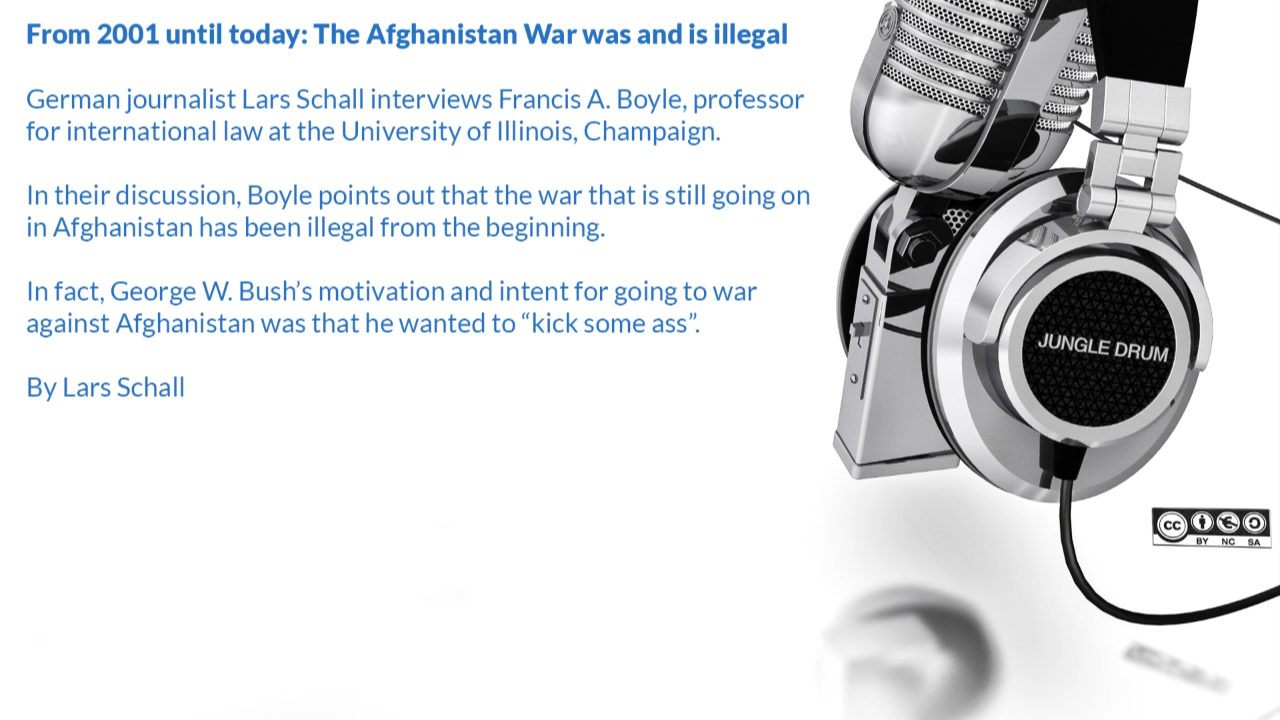 From 2001 until today: The Afghanistan War was and is illegal
German journalist Lars Schall interviews Francis A. Boyle, professor
for international law at the University of Illinois, Champaign.
In their discussion, Boyle points out that the war that is still going on
in Afghanistan has been illegal from the beginning.
In fact, George W. Bush’s motivation and intent for going to war
against Afghanistan was that he wanted to “kick some ass”.
By Lars Schall
JUNGLE DRUM
cc
BY NC SA